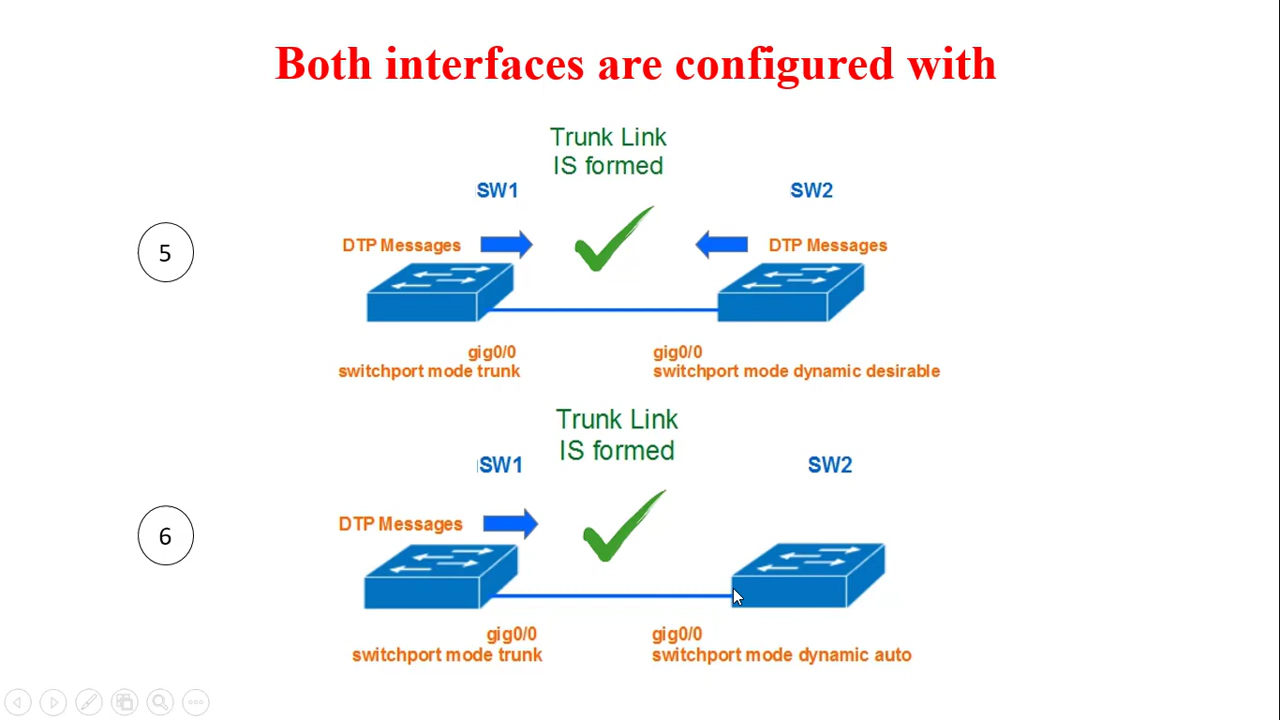 Both interfaces are configured with
Trunk Link
IS formed
SW1 SW2
5
DTP Messages DTP Messages
gig0/0 gig0/0
switchport mode trunk switchport mode dynamic desirable
Trunk Link
IS formed
SW1 SW2
6
DTP Messages
gig0/0 gig0/0
switchport mode trunk switchport mode dynamic auto